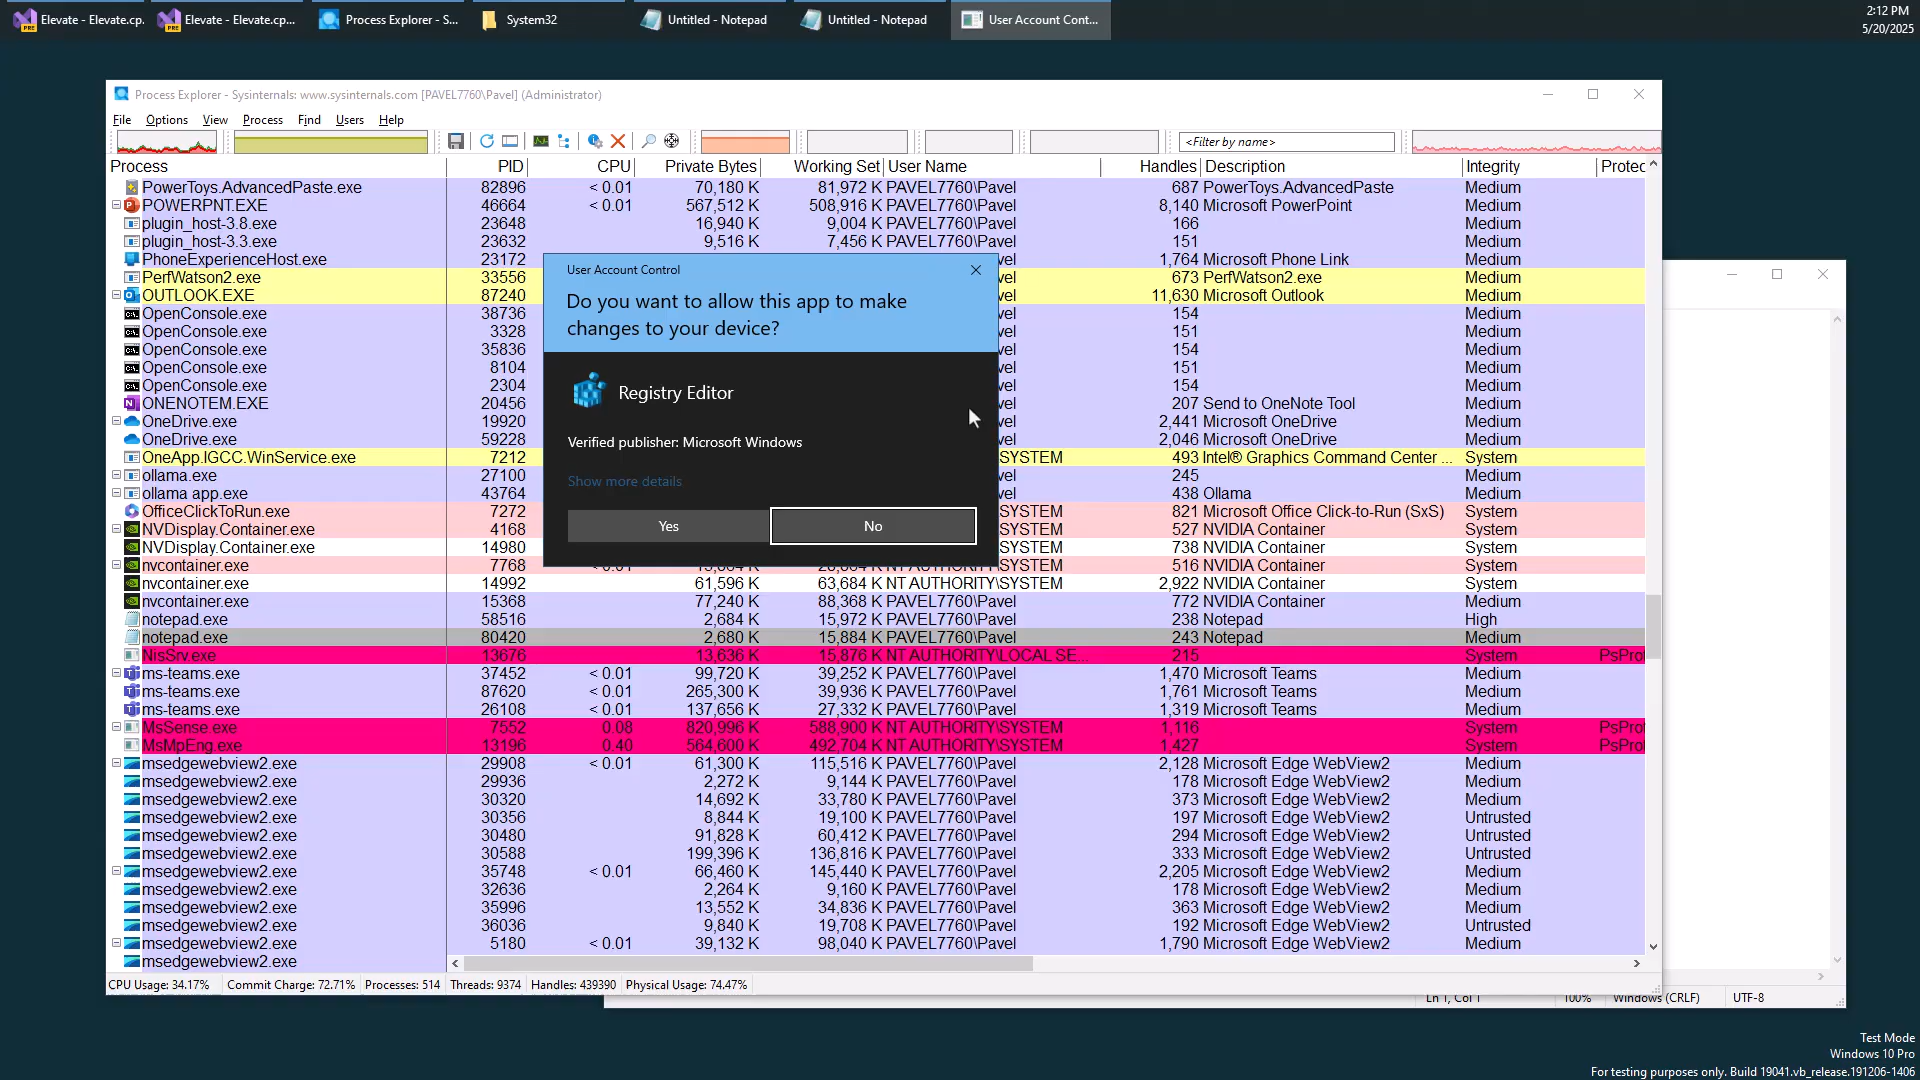 Elevate - Elevate.cp.
Elevate - Elevate.cp...
Process Explorer - S...
System32
Untitled - Notepad
Untitled - Notepad
User Account Cont...
2:12 PM
5/20/2025
Process Explorer - Sysinternals: www.sysinternals.com [PAVEL7760\Pavel] (Administrator)
File Options View Process Find Users Help
<Filter by name>
Process PID CPU Private Bytes Working Set User Name Handles Description Integrity Protec
PowerToys.AdvancedPaste.exe 82896 < 0.01 70,180 K 81,972 K PAVEL7760\Pavel 687 PowerToys.AdvancedPaste Medium
POWERPNT.EXE 46664 < 0.01 567,512 K 508,916 K PAVEL7760\Pavel 8,140 Microsoft PowerPoint Medium
plugin_host-3.8.exe 23648 16,940 K 9,004 K PAVEL7760\Pavel 166 Medium
plugin_host-3.3.exe 23632 9,516 K 7,456 K PAVEL7760\Pavel 151 Medium
PhoneExperienceHost.exe 23172 vel 1,764 Microsoft Phone Link Medium
PerfWatson2.exe 33556 vel 673 PerfWatson2.exe Medium
OUTLOOK.EXE 87240 vel 11,630 Microsoft Outlook Medium
OpenConsole.exe 38736 vel 154 Medium
OpenConsole.exe 3328 vel 151 Medium
OpenConsole.exe 35836 vel 154 Medium
OpenConsole.exe 8104 vel 151 Medium
OpenConsole.exe 2304 vel 154 Medium
ONENOTEM.EXE 20456 vel 207 Send to OneNote Tool Medium
OneDrive.exe 19920 vel 2,441 Microsoft OneDrive Medium
OneDrive.exe 59228 vel 2,046 Microsoft OneDrive Medium
OneApp.IGCC.WinService.exe 7212 SYSTEM 493 Intel® Graphics Command Center ... System
ollama.exe 27100 vel 245 Medium
ollama app.exe 43764 vel 438 Ollama Medium
OfficeClickToRun.exe 7272 SYSTEM 821 Microsoft Office Click-to-Run (SxS) System
NVDisplay.Container.exe 4168 SYSTEM 527 NVIDIA Container System
NVDisplay.Container.exe 14980 SYSTEM 738 NVIDIA Container System
nvcontainer.exe 7768 < 0.01 NT AUTHORITY\SYSTEM 516 NVIDIA Container System
nvcontainer.exe 14992 61,596 K 63,684 K NT AUTHORITY\SYSTEM 2,922 NVIDIA Container System
nvcontainer.exe 15368 77,240 K 88,368 K PAVEL7760\Pavel 772 NVIDIA Container Medium
notepad.exe 58516 2,684 K 15,972 K PAVEL7760\Pavel 238 Notepad High
notepad.exe 80420 2,680 K 15,884 K PAVEL7760\Pavel 243 Notepad Medium
NisSrv.exe 13676 13,636 K 15,876 K NT AUTHORITY\LOCAL SE... 215 System PsProt
ms-teams.exe 37452 < 0.01 99,720 K 39,252 K PAVEL7760\Pavel 1,470 Microsoft Teams Medium
ms-teams.exe 87620 < 0.01 265,300 K 39,936 K PAVEL7760\Pavel 1,761 Microsoft Teams Medium
ms-teams.exe 26108 < 0.01 137,656 K 27,332 K PAVEL7760\Pavel 1,319 Microsoft Teams Medium
MsSense.exe 7552 0.08 820,996 K 588,900 K NT AUTHORITY\SYSTEM 1,116 System PsProt
MsMpEng.exe 13196 0.40 564,600 K 492,704 K NT AUTHORITY\SYSTEM 1,427 System PsProt
msedgewebview2.exe 29908 < 0.01 61,300 K 115,516 K PAVEL7760\Pavel 2,128 Microsoft Edge WebView2 Medium
msedgewebview2.exe 29936 2,272 K 9,144 K PAVEL7760\Pavel 178 Microsoft Edge WebView2 Medium
msedgewebview2.exe 30320 14,692 K 33,780 K PAVEL7760\Pavel 373 Microsoft Edge WebView2 Medium
msedgewebview2.exe 30356 8,844 K 19,100 K PAVEL7760\Pavel 197 Microsoft Edge WebView2 Untrusted
msedgewebview2.exe 30480 91,828 K 60,412 K PAVEL7760\Pavel 294 Microsoft Edge WebView2 Untrusted
msedgewebview2.exe 30588 199,396 K 136,816 K PAVEL7760\Pavel 333 Microsoft Edge WebView2 Untrusted
msedgewebview2.exe 35748 < 0.01 66,460 K 145,440 K PAVEL7760\Pavel 2,205 Microsoft Edge WebView2 Medium
msedgewebview2.exe 32636 2,264 K 9,160 K PAVEL7760\Pavel 178 Microsoft Edge WebView2 Medium
msedgewebview2.exe 35996 13,552 K 34,836 K PAVEL7760\Pavel 363 Microsoft Edge WebView2 Medium
msedgewebview2.exe 36036 9,840 K 19,708 K PAVEL7760\Pavel 192 Microsoft Edge WebView2 Untrusted
msedgewebview2.exe 5180 < 0.01 39,132 K 98,040 K PAVEL7760\Pavel 1,790 Microsoft Edge WebView2 Medium
msedgewebview2.exe
CPU Usage: 34.17% Commit Charge: 72.71% Processes: 514 Threads: 9374 Handles: 439390 Physical Usage: 74.47%
User Account Control
Do you want to allow this app to make
changes to your device?
Registry Editor
Verified publisher: Microsoft Windows
Show more details
Yes No
Ln 1, Col 1 100% Windows (CRLF) UTF-8
Test Mode
Windows 10 Pro
For testing purposes only. Build 19041.vb_release.191206-1406